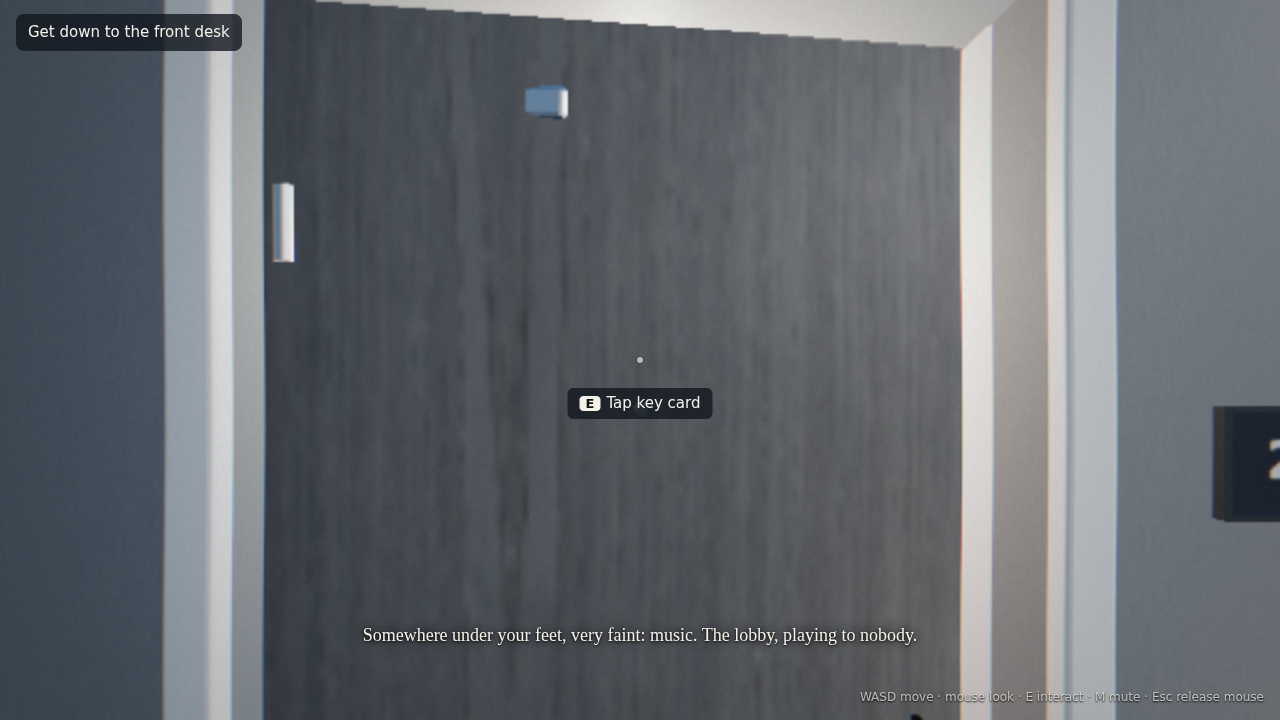 Get down to the front desk
E Tap key card
2
Somewhere under your feet, very faint: music. The lobby, playing to nobody.
WASD move · mouse look · E interact · M mute · Esc release mouse